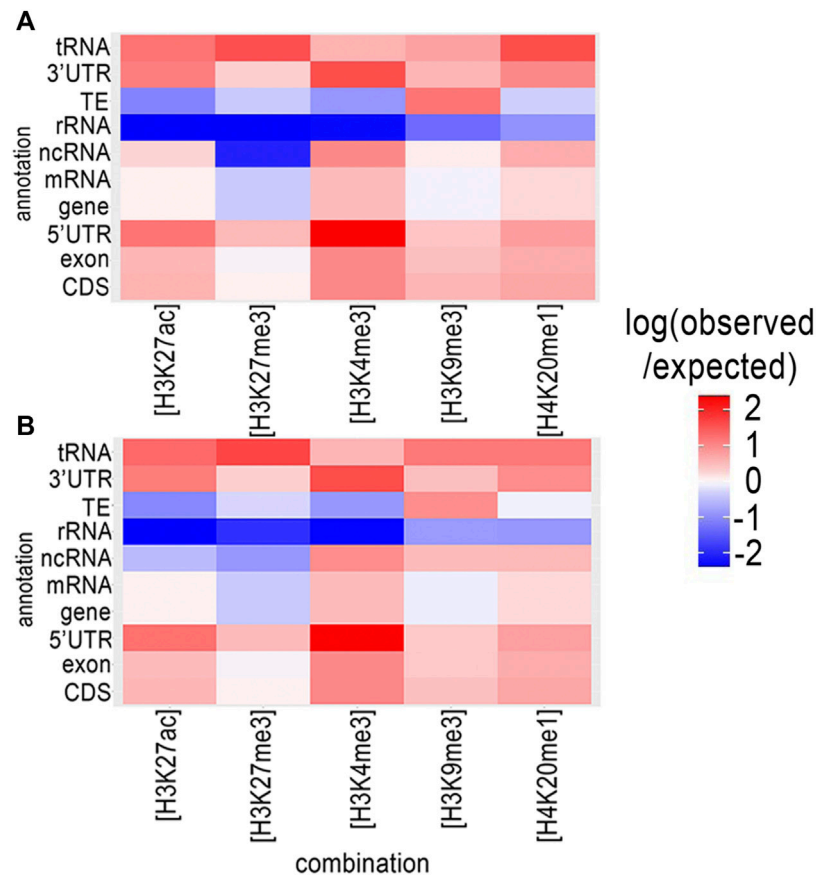 A
tRNA
3'UTR
TE
rRNA
ncRNA
mRNA
gene
5'UTR
exon
CDS
annotation
[H3K27ac]
[H3K27me3]
[H3K4me3]
[H3K9me3]
[H4K20me1]
log(observed
/expected)
2
1
0
-1
-2
B
tRNA
3'UTR
TE
rRNA
ncRNA
mRNA
gene
5'UTR
exon
CDS
annotation
[H3K27ac]
[H3K27me3]
[H3K4me3]
[H3K9me3]
[H4K20me1]
combination